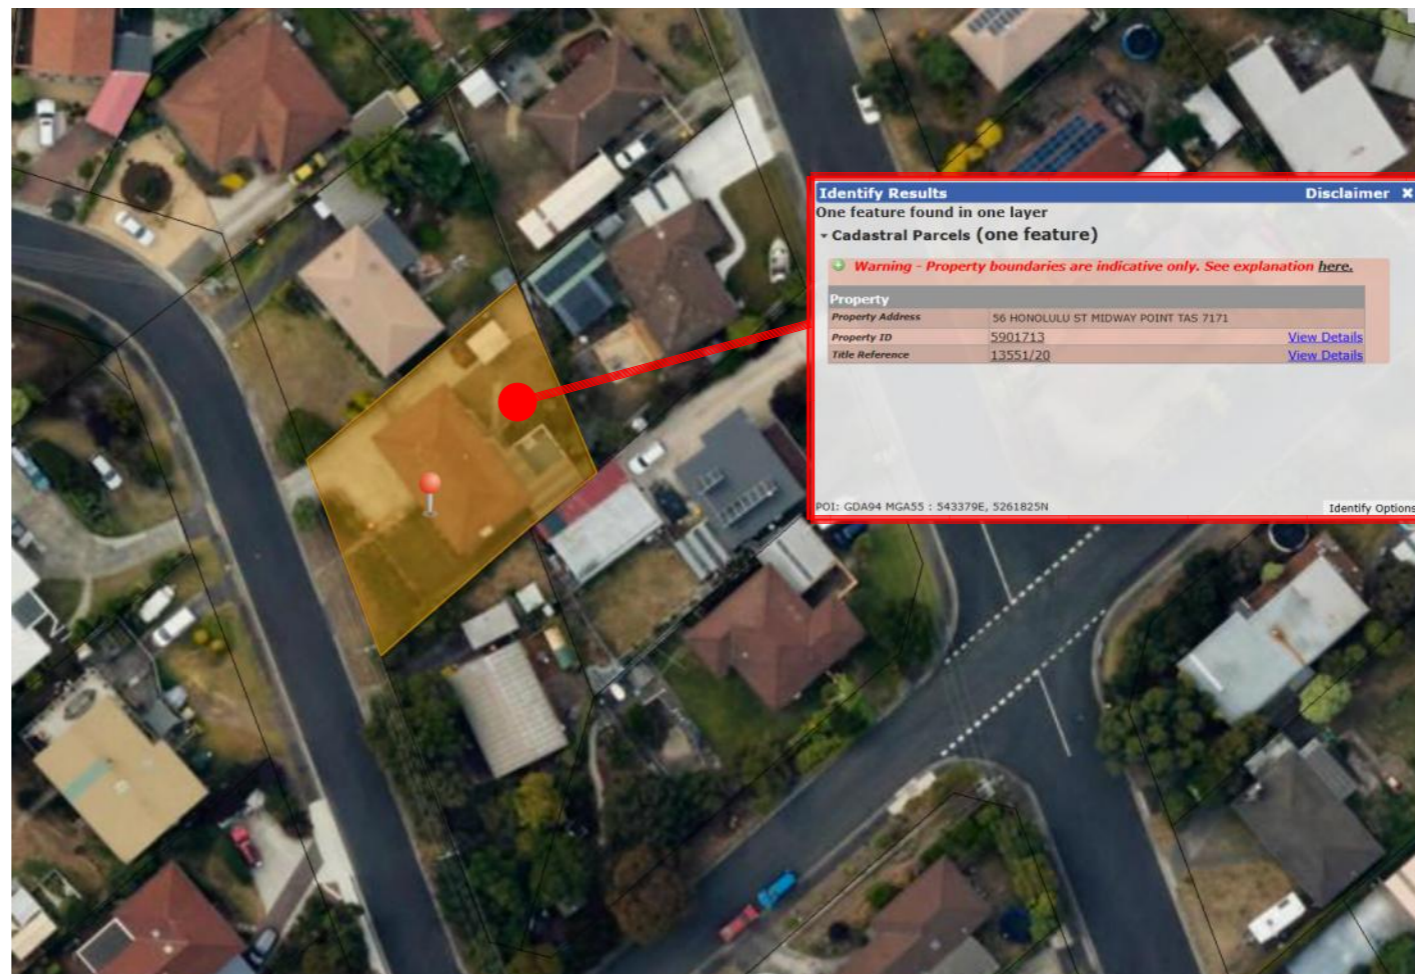 Identify Results Disclaimer ✖
One feature found in one layer
Cadastral Parcels (one feature)
Warning - Property boundaries are indicative only. See explanation here.
Property
Property Address 56 HONOLULU ST MIDWAY POINT TAS 7171
Property ID 5901713 View Details
Title Reference 13551/20 View Details
POI: GDA94 MGA55 : 543379E, 5261825N Identify Options